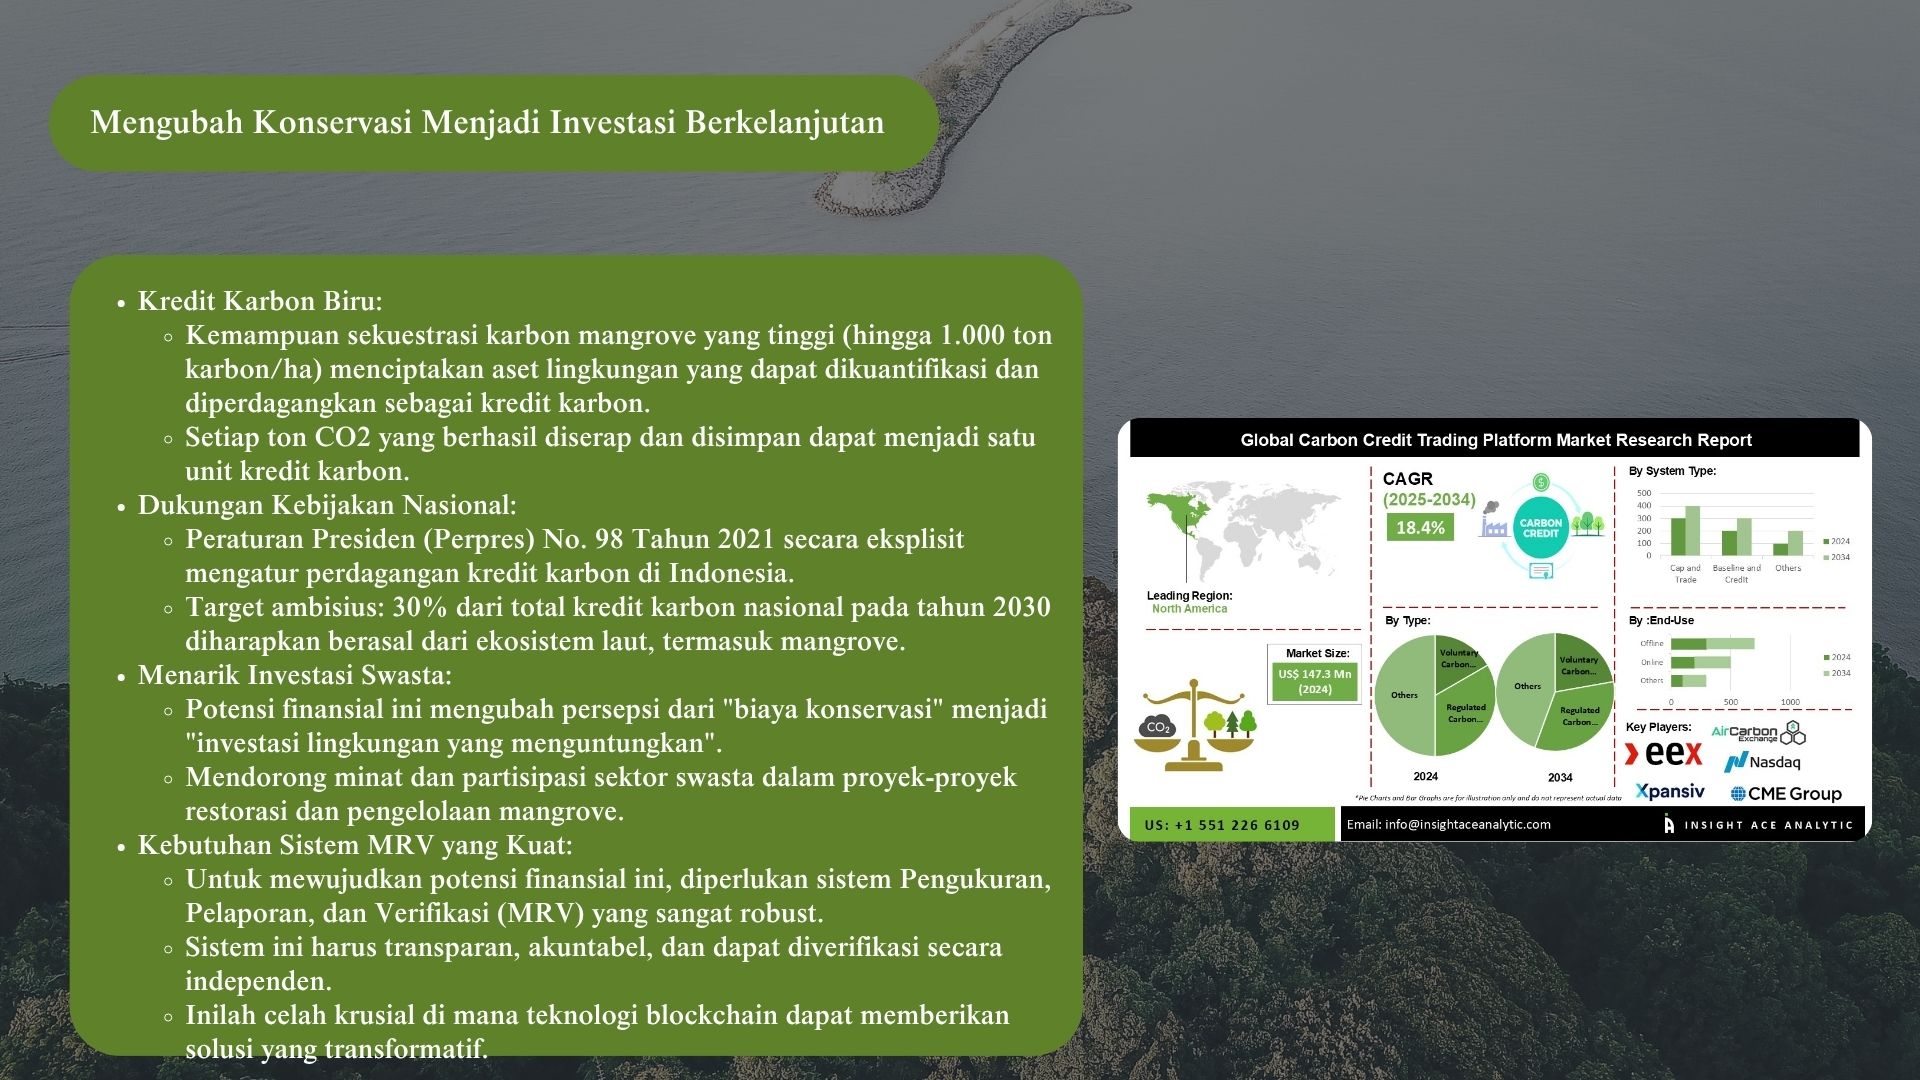 Mengubah Konservasi Menjadi Investasi Berkelanjutan
• Kredit Karbon Biru:
◦ Kemampuan sekuestrasi karbon mangrove yang tinggi (hingga 1.000 ton
karbon/ha) menciptakan aset lingkungan yang dapat dikuantifikasi dan
diperdagangkan sebagai kredit karbon.
◦ Setiap ton CO2 yang berhasil diserap dan disimpan dapat menjadi satu
unit kredit karbon.
• Dukungan Kebijakan Nasional:
◦ Peraturan Presiden (Perpres) No. 98 Tahun 2021 secara eksplisit
mengatur perdagangan kredit karbon di Indonesia.
◦ Target ambisius: 30% dari total kredit karbon nasional pada tahun 2030
diharapkan berasal dari ekosistem laut, termasuk mangrove.
• Menarik Investasi Swasta:
◦ Potensi finansial ini mengubah persepsi dari "biaya konservasi" menjadi
"investasi lingkungan yang menguntungkan".
◦ Mendorong minat dan partisipasi sektor swasta dalam proyek-proyek
restorasi dan pengelolaan mangrove.
• Kebutuhan Sistem MRV yang Kuat:
◦ Untuk mewujudkan potensi finansial ini, diperlukan sistem Pengukuran,
Pelaporan, dan Verifikasi (MRV) yang sangat robust.
◦ Sistem ini harus transparan, akuntabel, dan dapat diverifikasi secara
independen.
◦ Inilah celah krusial di mana teknologi blockchain dapat memberikan
solusi yang transformatif.
Global Carbon Credit Trading Platform Market Research Report
Leading Region:
North America
CAGR
(2025-2034)
18.4%
$
CARBON
CREDIT
By System Type:
500
400
300
200
100
0
Cap and
Trade
Baseline and
Credit
Others
2024
2034
Market Size:
US$ 147.3 Mn
(2024)
CO2
By Type:
Voluntary
Carbon...
Others
Regulated
Carbon...
2024
Voluntary
Carbon...
Others
Regulated
Carbon...
2034
*Pie Charts and Bar Graphs are for illustration only and do not represent actual data
By :End-Use
Offline
Online
Others
0 500 1000
2024
2034
Key Players:
AirCarbon
Exchange
eex
Nasdaq
Xpansiv
CME Group
US: +1 551 226 6109
Email: info@insightaceanalytic.com
INSIGHT ACE ANALYTIC